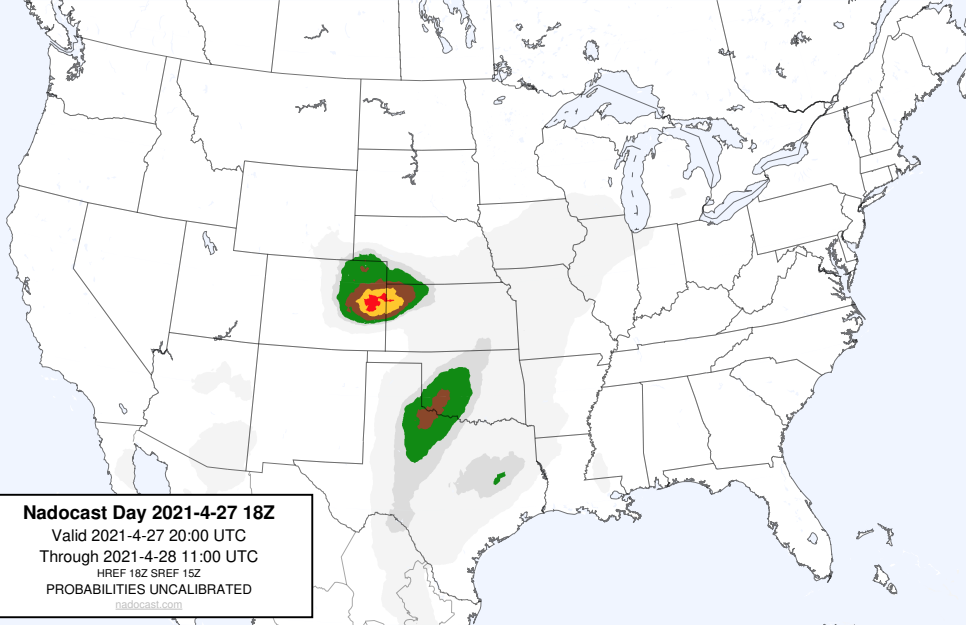 Nadocast Day 2021-4-27 18Z
Valid 2021-4-27 20:00 UTC
Through 2021-4-28 11:00 UTC
HREF 18Z SREF 15Z
PROBABILITIES UNCALIBRATED
nadocast.com